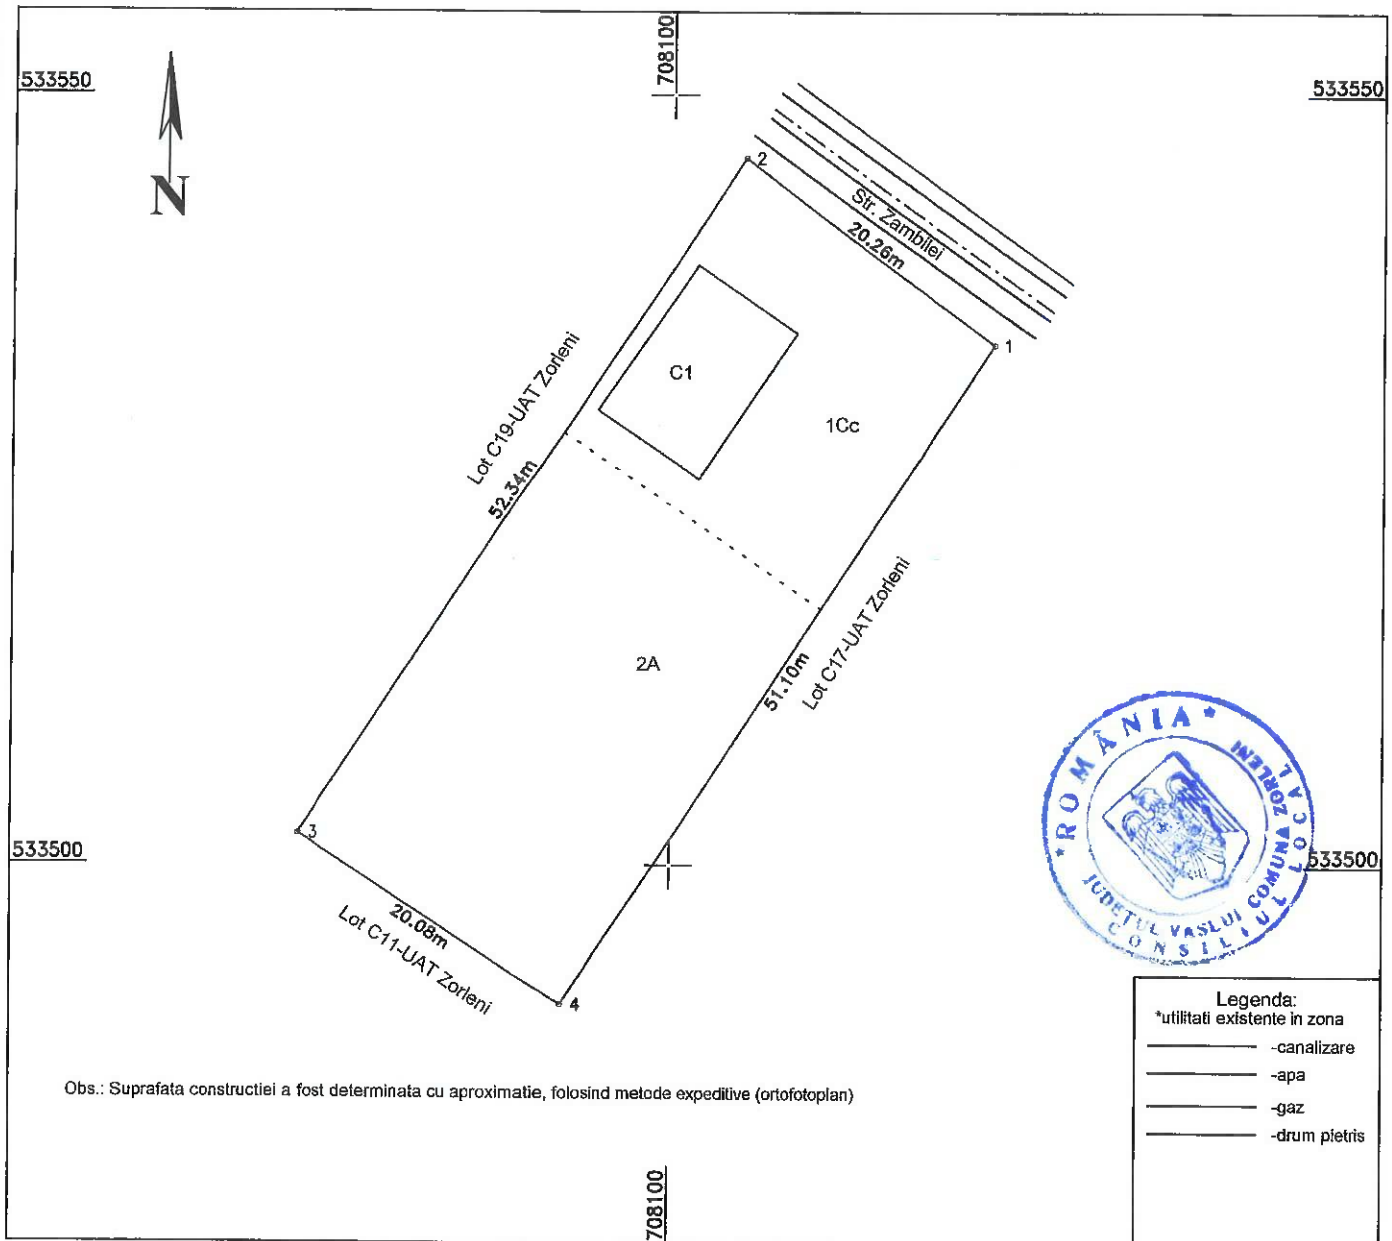 708100
533550
533550
N
2
Str. Zambilei
20.26m
1
C1
1Cc
Lot C19-UAT Zorleni
52.34m
2A
51.10m
Lot C17-UAT Zorleni
3
533500
533500
20.08m
Lot C11-UAT Zorleni
4
*ROMÂNIA*
JUDEŢUL VASLUI COMUNA ZORLENI
CONSILIUL LOCAL
Legenda:
*utilitati existente in zona
-canalizare
-apa
-gaz
-drum pietris
Obs.: Suprafata constructiei a fost determinata cu aproximatie, folosind metode expeditive (ortofotoplan)
708100